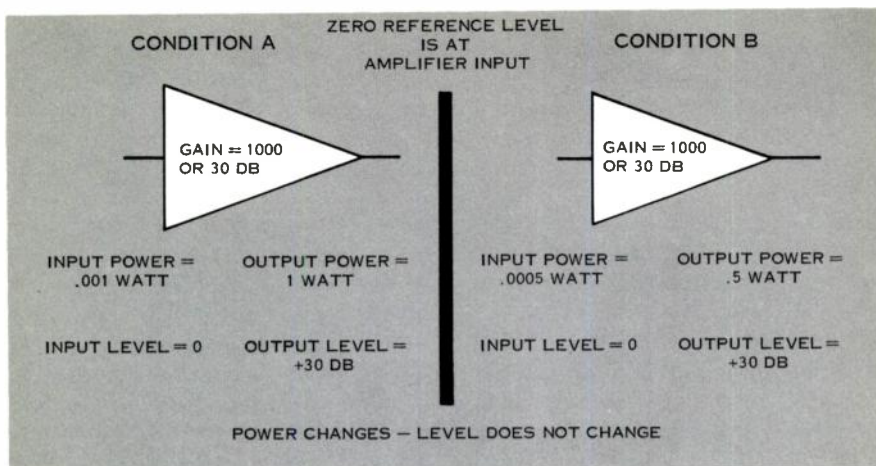 CONDITION A
ZERO REFERENCE LEVEL
IS AT
AMPLIFIER INPUT
CONDITION B
GAIN = 1000
OR 30 DB
GAIN = 1000
OR 30 DB
INPUT POWER =
.001 WATT
OUTPUT POWER =
1 WATT
INPUT POWER =
.0005 WATT
OUTPUT POWER =
.5 WATT
INPUT LEVEL = 0
OUTPUT LEVEL =
+30 DB
INPUT LEVEL = 0
OUTPUT LEVEL =
+30 DB
POWER CHANGES — LEVEL DOES NOT CHANGE